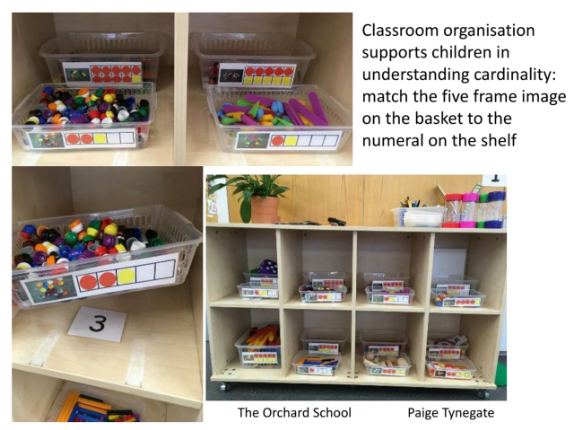 Classroom organisation
supports children in
understanding cardinality:
match the five frame image
on the basket to the
numeral on the shelf
3
1
The Orchard School
Paige Tynegate